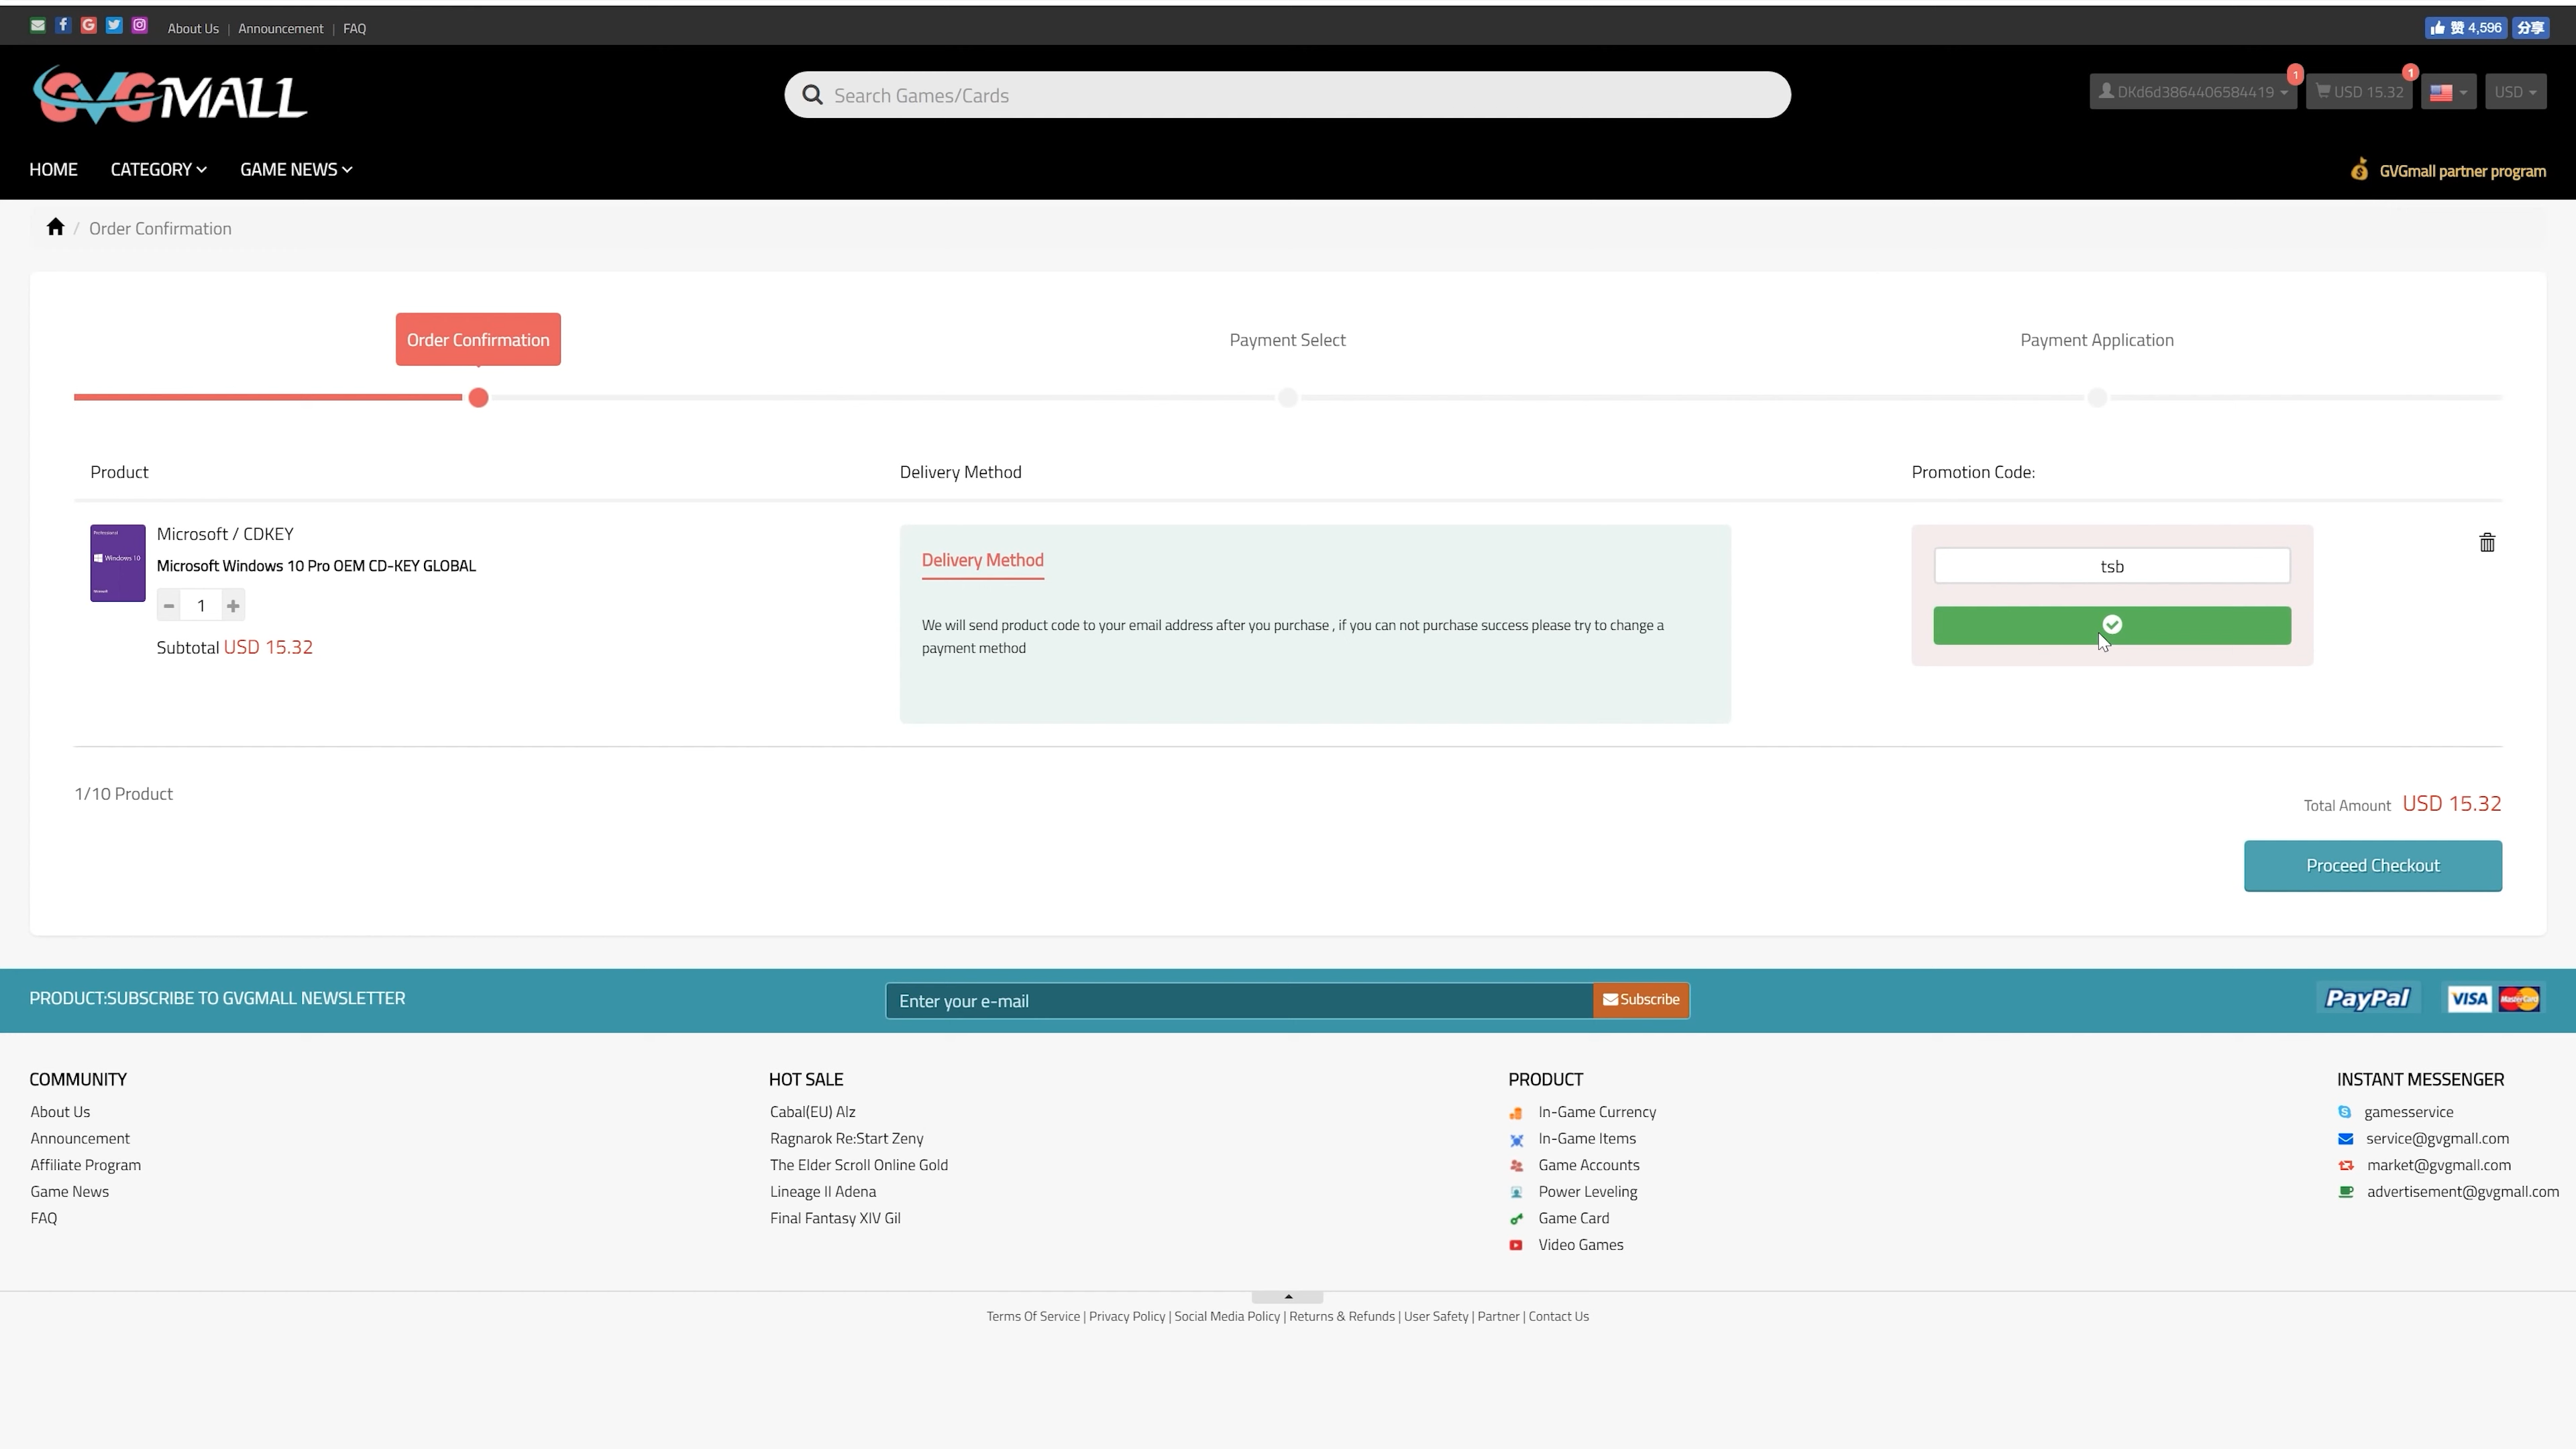 About Us | Announcement | FAQ
赞 4,596 分享
GVGMALL
Search Games/Cards
DKd6d3864406584419
1
USD 15.32
1
USD
HOME CATEGORY GAME NEWS
GVGmall partner program
/ Order Confirmation
Order Confirmation
Payment Select
Payment Application
Product
Delivery Method
Promotion Code:
Professional
Windows 10
Microsoft
Microsoft / CDKEY
Microsoft Windows 10 Pro OEM CD-KEY GLOBAL
- 1 +
Subtotal USD 15.32
Delivery Method
We will send product code to your email address after you purchase , if you can not purchase success please try to change a
payment method
tsb
1/10 Product
Total Amount USD 15.32
Proceed Checkout
PRODUCT:SUBSCRIBE TO GVGMALL NEWSLETTER
Enter your e-mail
Subscribe
PayPal
VISA
MasterCard
COMMUNITY
About Us
Announcement
Affiliate Program
Game News
FAQ
HOT SALE
Cabal(EU) Alz
Ragnarok Re:Start Zeny
The Elder Scroll Online Gold
Lineage II Adena
Final Fantasy XIV Gil
PRODUCT
In-Game Currency
In-Game Items
Game Accounts
Power Leveling
Game Card
Video Games
INSTANT MESSENGER
gamesservice
service@gvgmall.com
market@gvgmall.com
advertisement@gvgmall.com
Terms Of Service | Privacy Policy | Social Media Policy | Returns & Refunds | User Safety | Partner | Contact Us